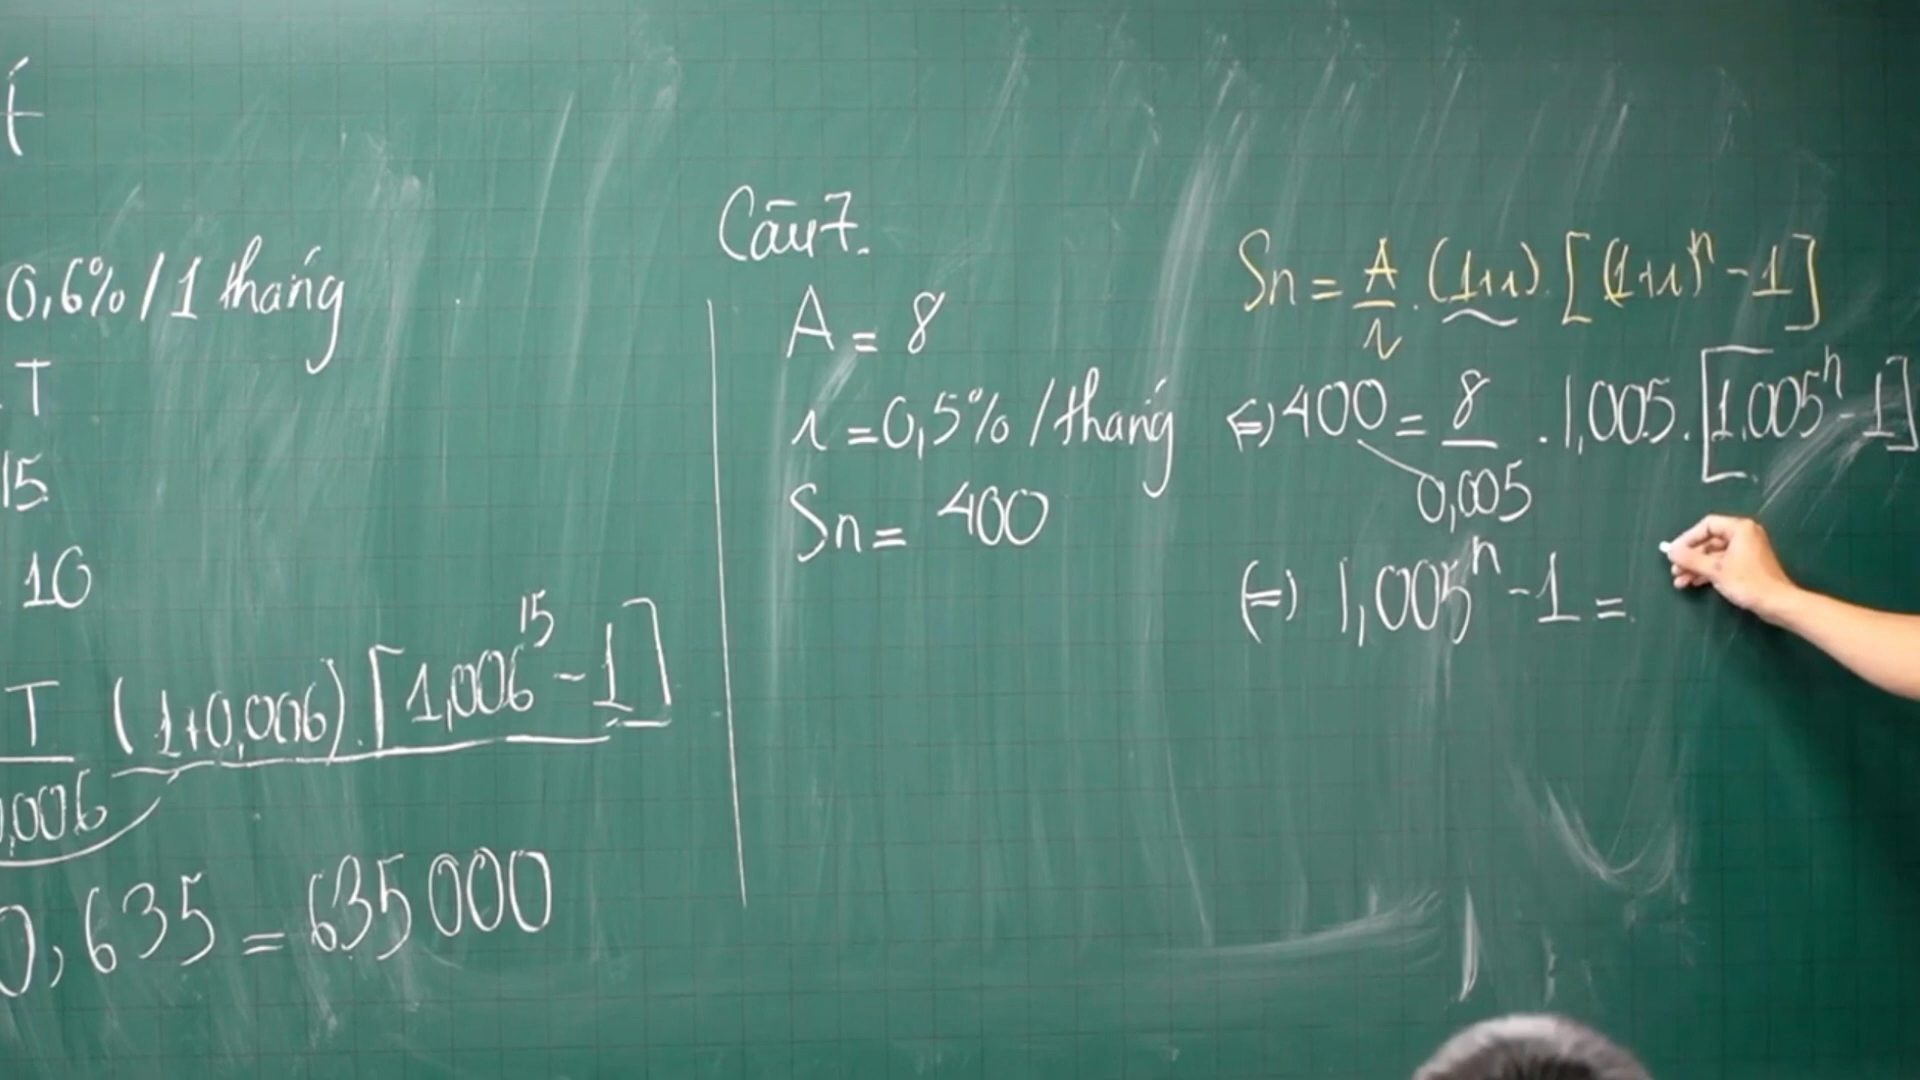 0,6% / 1 tháng
T
15
10
T (1+0,006).[1,006^15 - 1]
0,006
0,635 = 635000
Câu 7.
A = 8
r = 0,5% / tháng
Sn = 400
Sn = A/r . (1+r) . [(1+r)^n - 1]
⇔ 400 = 8/0,005 . 1,005 . [1,005^n - 1]
⇔ 1,005^n - 1 =